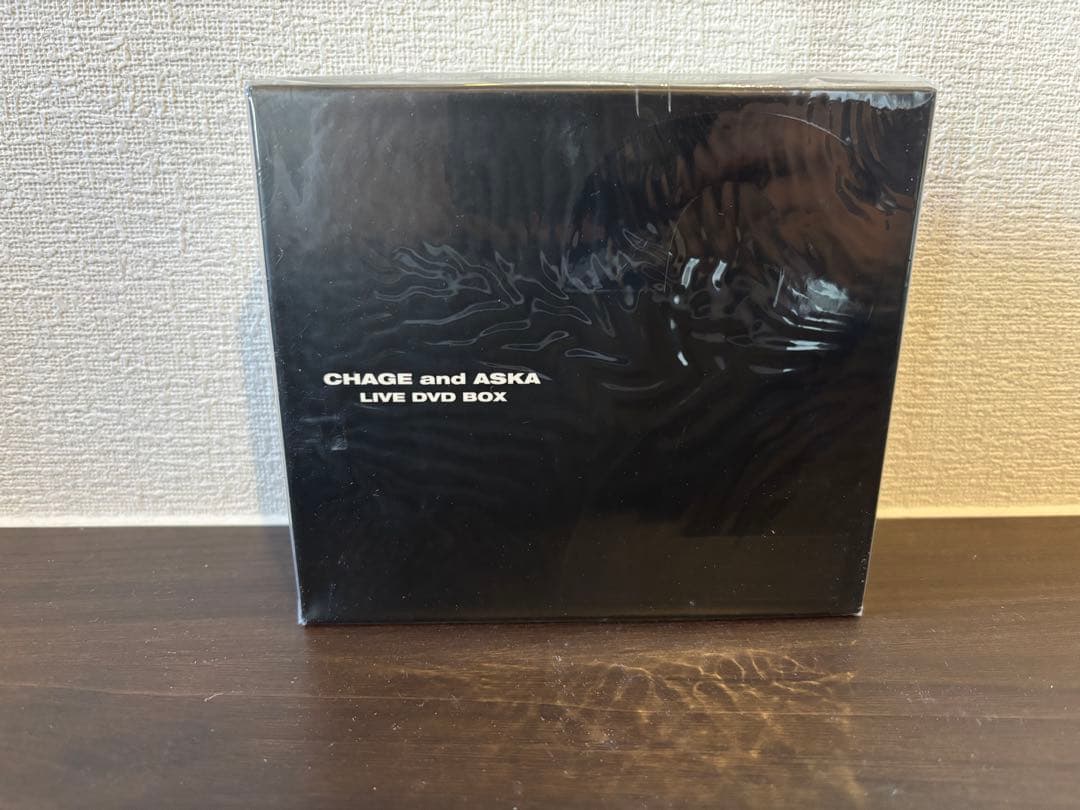 CHAGE and ASKA
LIVE DVD BOX